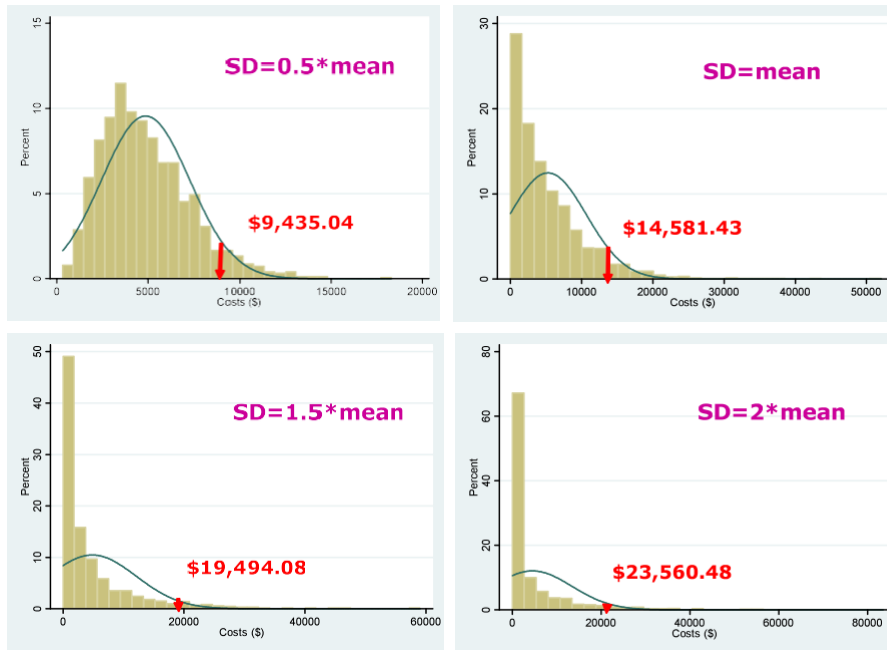 SD=0.5*mean
Percent
15
10
5
0
$9,435.04
0 5000 10000 15000 20000
Costs ($)
SD=mean
Percent
30
20
10
0
$14,581.43
0 10000 20000 30000 40000 50000
Costs ($)
SD=1.5*mean
Percent
50
40
30
20
10
0
$19,494.08
0 20000 40000 60000
Costs ($)
SD=2*mean
Percent
80
60
40
20
0
$23,560.48
0 20000 40000 60000 80000
Costs ($)